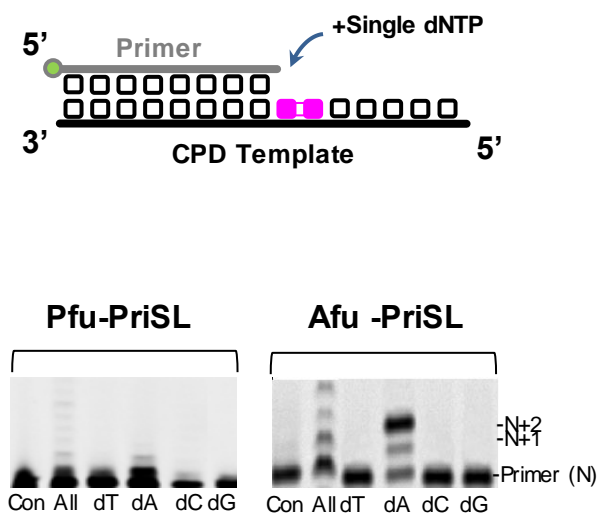 +Single dNTP
5’
Primer
3’
CPD Template
5’
Pfu-PriSL
Afu -PriSL
-N+2
-N+1
-Primer (N)
Con All dT dA dC dG
Con All dT dA dC dG